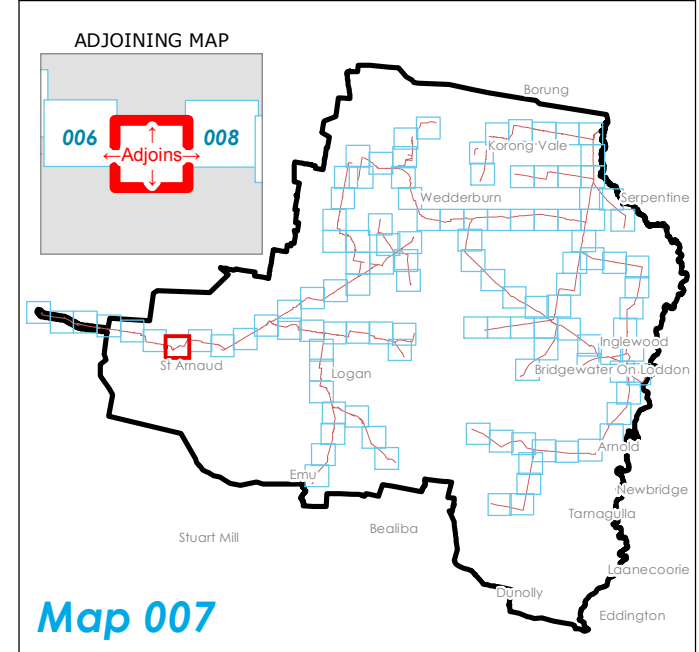 ADJOINING MAP
006
008
←Adjoins→
Borung
Korong Vale
Wedderburn
Serpentine
St Arnaud
Logan
Inglewood
Bridgewater On Loddon
Arnold
Emu
Newbridge
Tarnagulla
Bealiba
Stuart Mill
Laanecoorie
Dunolly
Eddington
Map 007